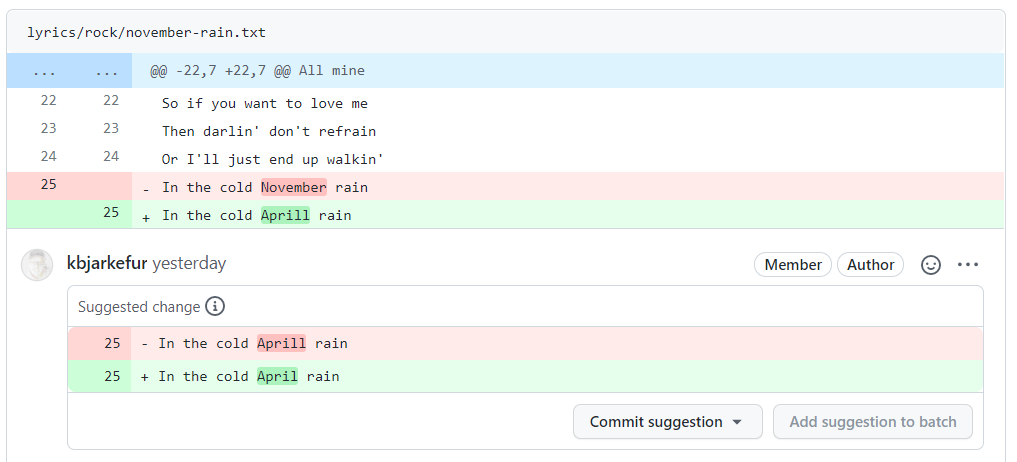 lyrics/rock/november-rain.txt
... ... @@ -22,7 +22,7 @@ All mine
22 22 So if you want to love me
23 23 Then darlin' don't refrain
24 24 Or I'll just end up walkin'
25 - In the cold November rain
25 + In the cold Aprill rain
kbjarkefur yesterday Member Author ...
Suggested change
25 - In the cold Aprill rain
25 + In the cold April rain
Commit suggestion Add suggestion to batch